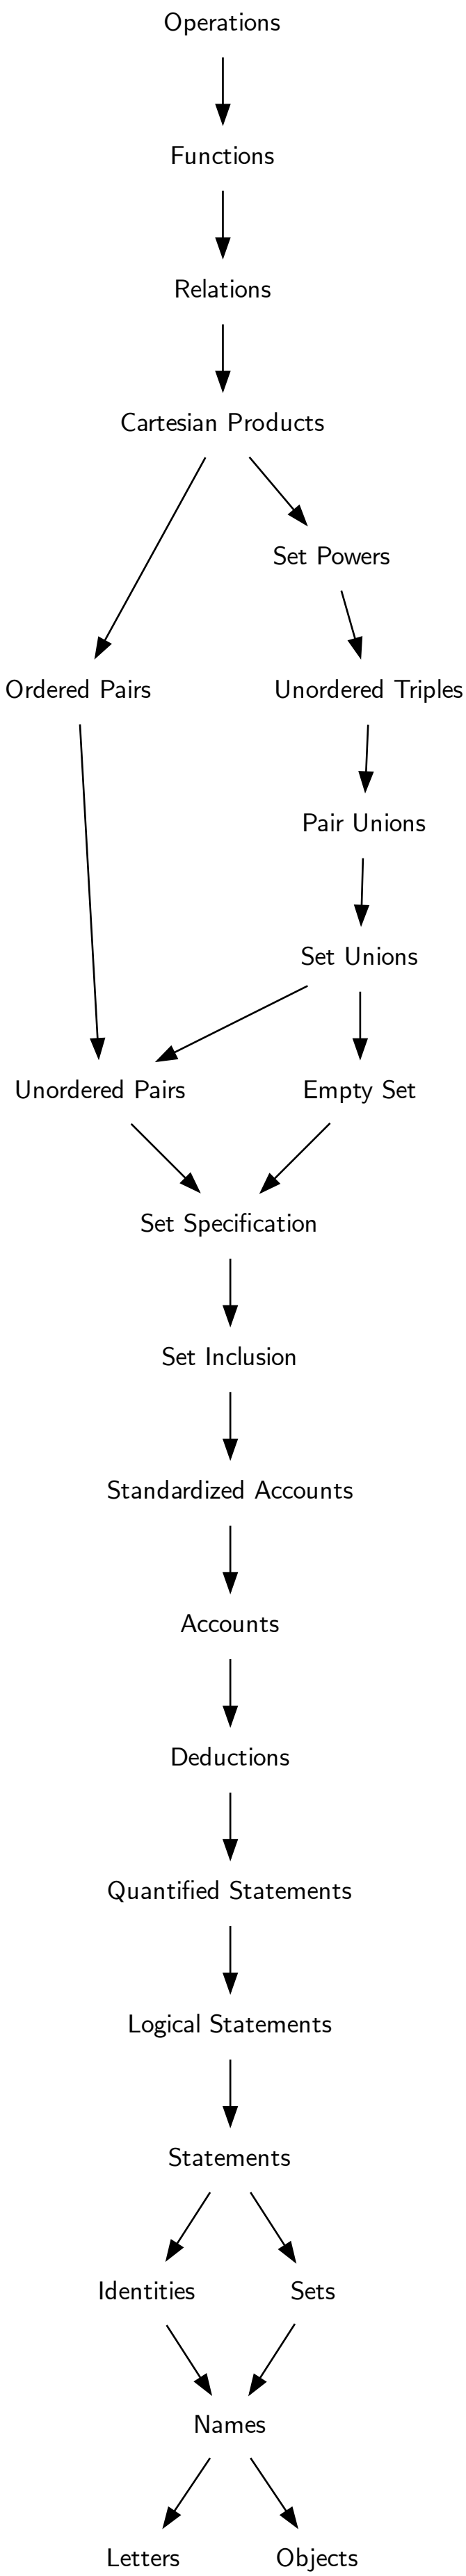 Operations
Functions
Relations
Cartesian Products
Set Powers
Ordered Pairs
Unordered Triples
Pair Unions
Set Unions
Unordered Pairs
Empty Set
Set Specification
Set Inclusion
Standardized Accounts
Accounts
Deductions
Quantified Statements
Logical Statements
Statements
Identities
Sets
Names
Letters
Objects